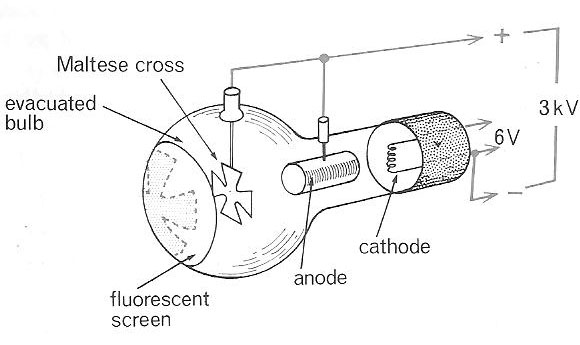 Maltese cross
evacuated
bulb
+
3kV
6V
−
cathode
anode
fluorescent
screen